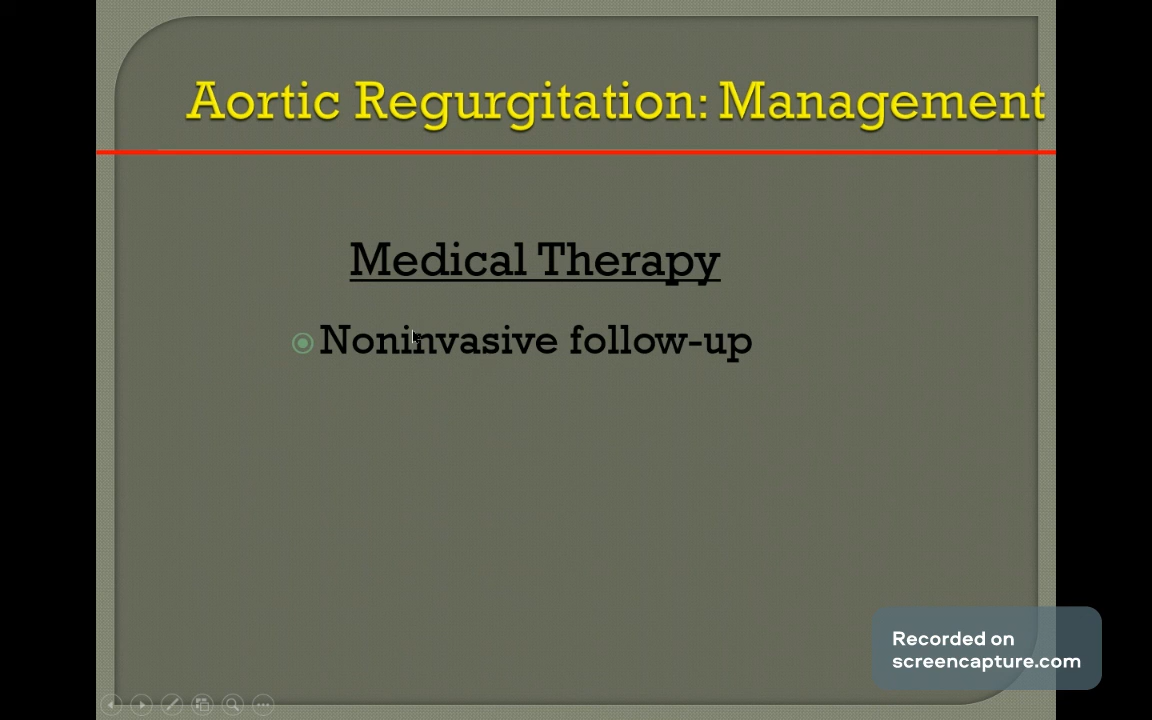 Aortic Regurgitation: Management
Medical Therapy
Noninvasive follow-up
Recorded on
screencapture.com